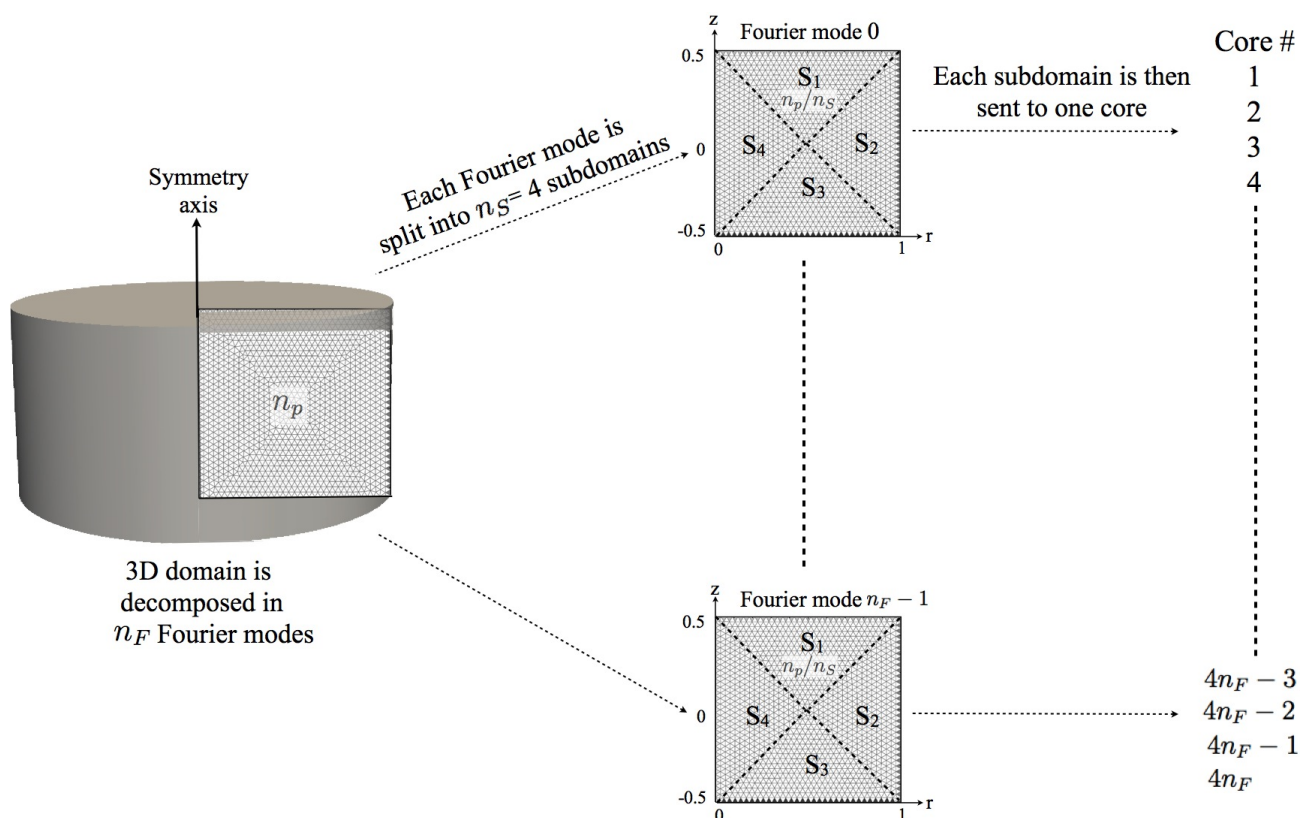 Symmetry
axis
n_p
3D domain is
decomposed in
n_F Fourier modes
Each Fourier mode is
split into n_S = 4 subdomains
z
Fourier mode 0
0.5
S₁
n_p/n_S
0
S₄
S₂
S₃
-0.5
0
1
r
Each subdomain is then
sent to one core
Core #
1
2
3
4
z
Fourier mode n_F − 1
0.5
S₁
n_p/n_S
0
S₄
S₂
S₃
-0.5
0
1
r
4n_F − 3
4n_F − 2
4n_F − 1
4n_F